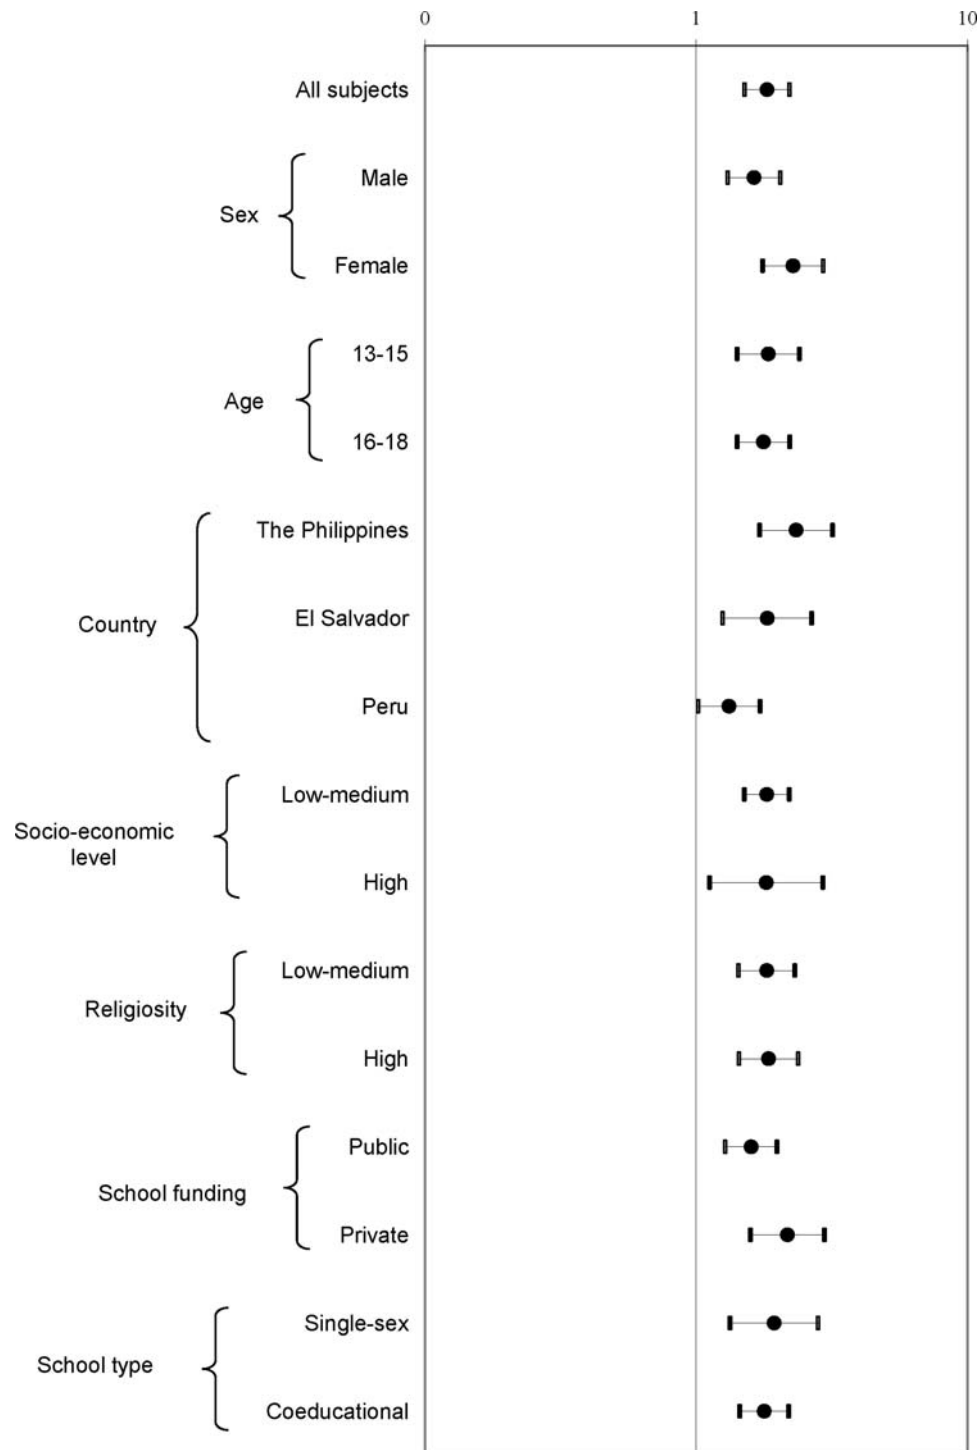 0 1 10
All subjects
Male
Sex
Female
13-15
Age
16-18
The Philippines
El Salvador
Country
Peru
Low-medium
Socio-economic
level
High
Low-medium
Religiosity
High
Public
School funding
Private
Single-sex
School type
Coeducational